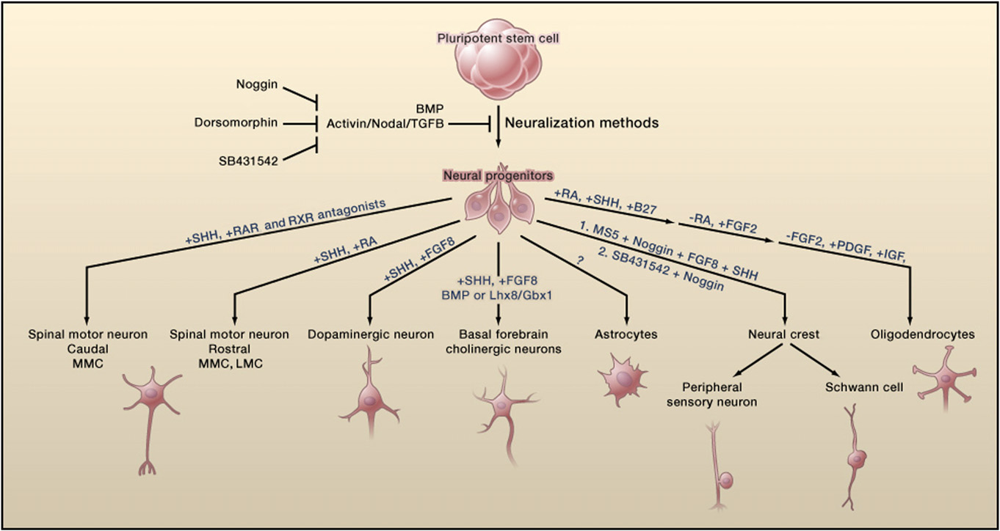 Pluripotent stem cell
Noggin
Dorsomorphin
SB431542
BMP
Activin/Nodal/TGFB
Neuralization methods
Neural progenitors
+SHH, +RAR and RXR antagonists
+SHH, +RA
+SHH, +FGF8
+SHH, +FGF8
BMP or Lhx8/Gbx1
?
1. MS5 + Noggin + FGF8 + SHH
2. SB431542 + Noggin
+RA, +SHH, +B27
-RA, +FGF2
-FGF2, +PDGF, +IGF,
Spinal motor neuron
Caudal
MMC
Spinal motor neuron
Rostral
MMC, LMC
Dopaminergic neuron
Basal forebrain
cholinergic neurons
Astrocytes
Neural crest
Oligodendrocytes
Peripheral
sensory neuron
Schwann cell